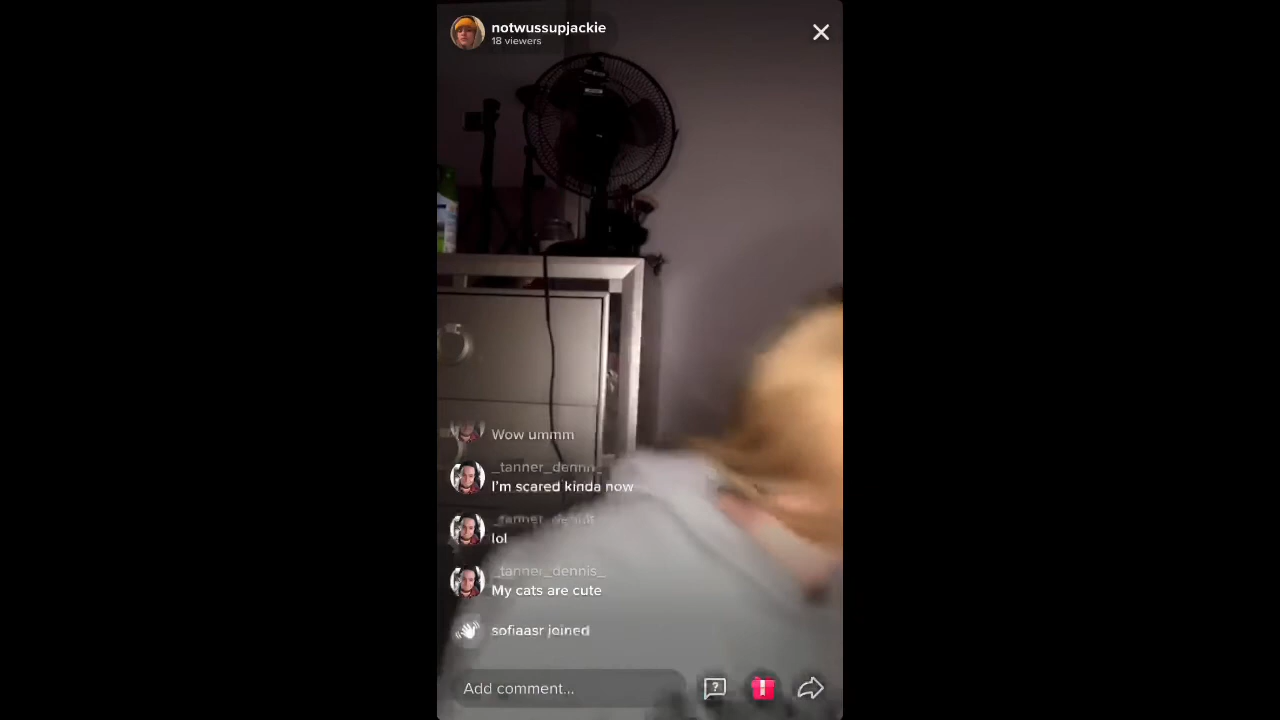 notwussupjackie
18 viewers
Wow ummm
_tanner_dennis_
I'm scared kinda now
_tanner_dennis_
lol
_tanner_dennis_
My cats are cute
sofiaasr joined
Add comment...
?